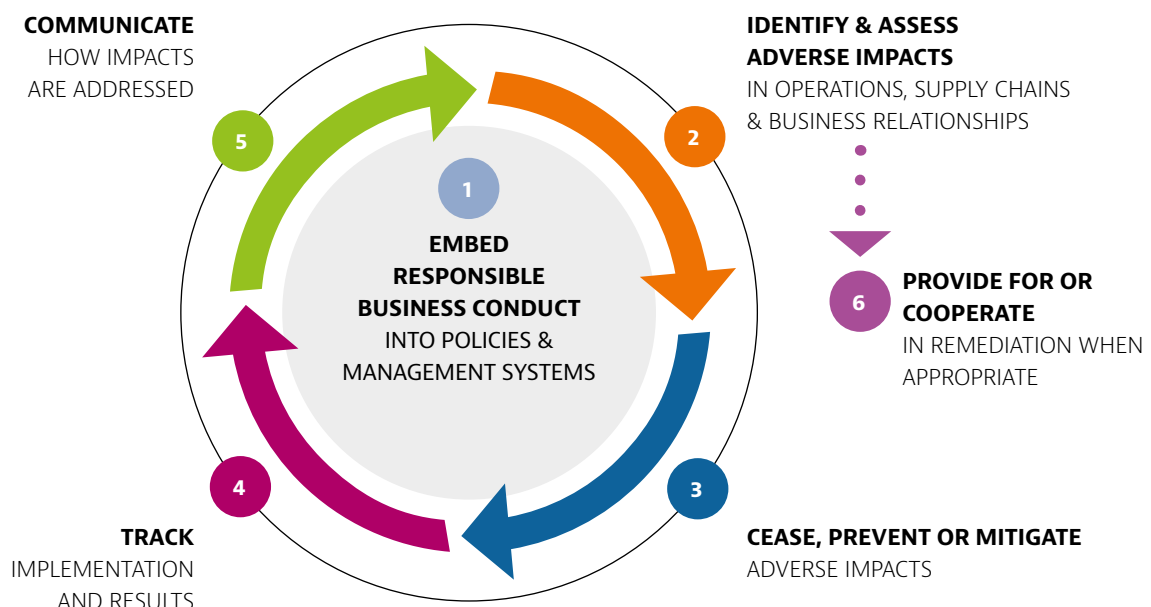 COMMUNICATE
HOW IMPACTS
ARE ADDRESSED
5
IDENTIFY & ASSESS
ADVERSE IMPACTS
IN OPERATIONS, SUPPLY CHAINS
& BUSINESS RELATIONSHIPS
2
1
EMBED
RESPONSIBLE
BUSINESS CONDUCT
INTO POLICIES &
MANAGEMENT SYSTEMS
6
PROVIDE FOR OR
COOPERATE
IN REMEDIATION WHEN
APPROPRIATE
4
TRACK
IMPLEMENTATION
AND RESULTS
3
CEASE, PREVENT OR MITIGATE
ADVERSE IMPACTS